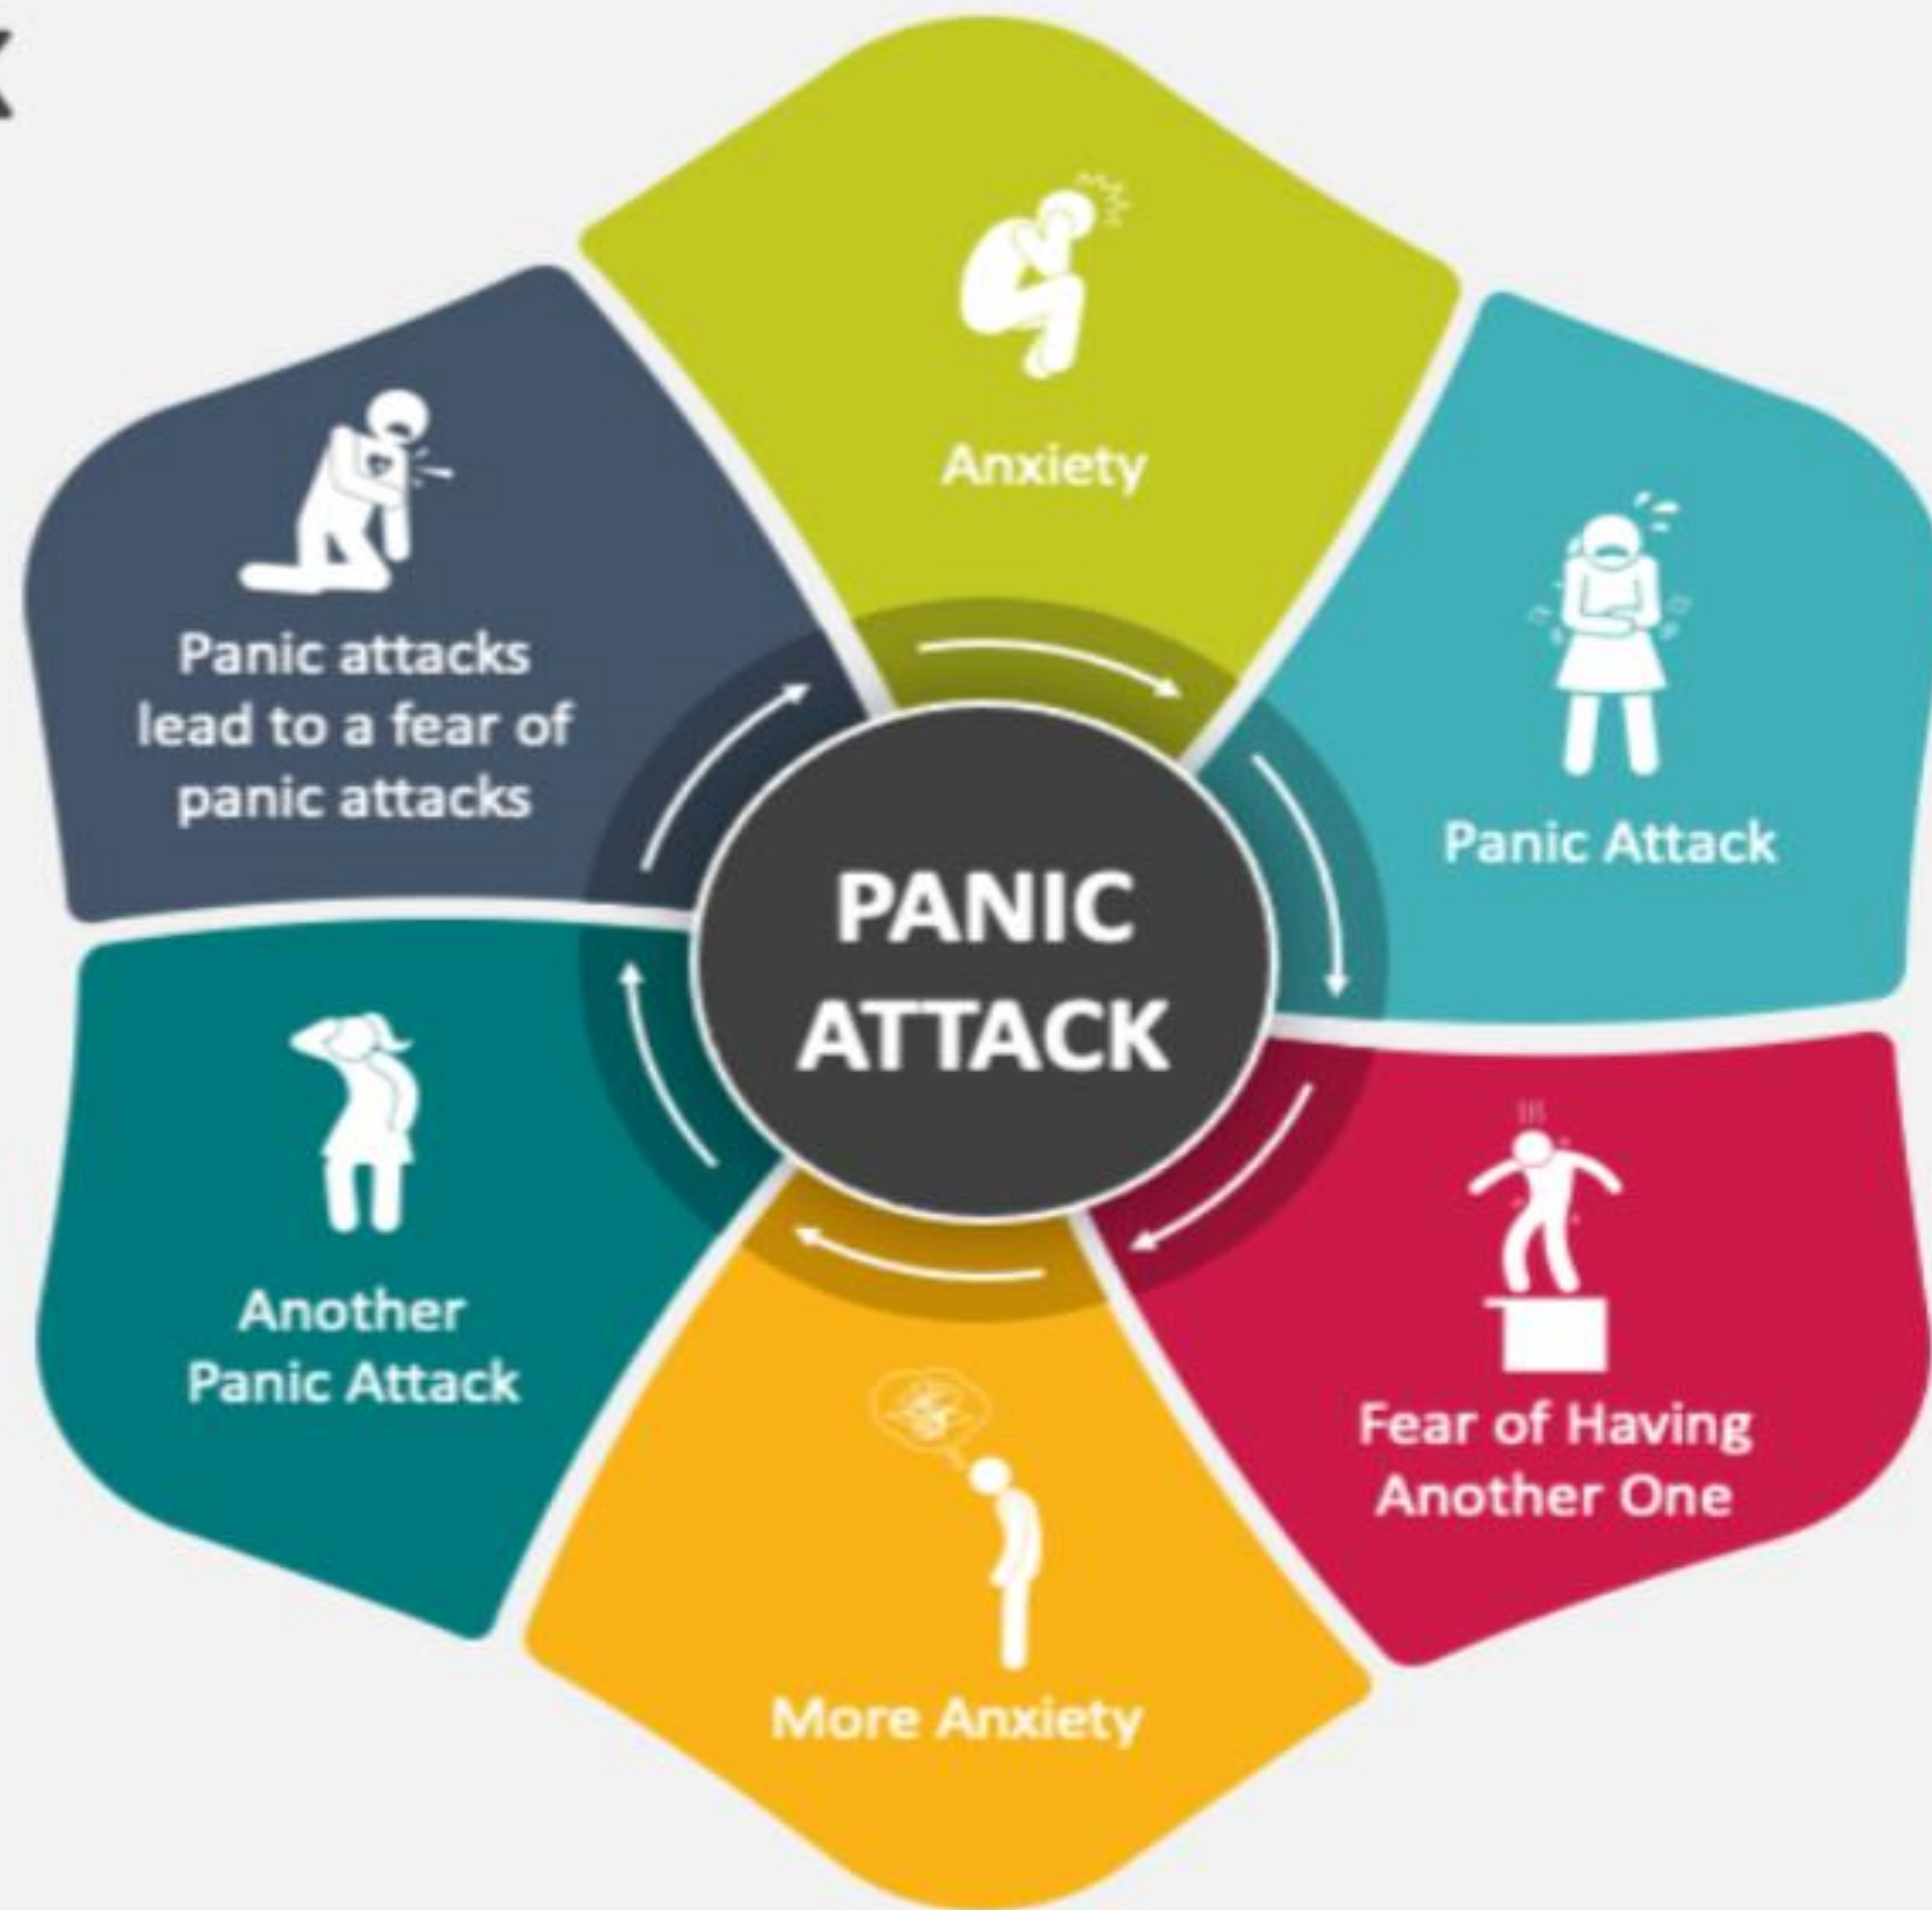 Anxiety
Panic Attack
Fear of Having
Another One
More Anxiety
Another
Panic Attack
Panic attacks
lead to a fear of
panic attacks
PANIC
ATTACK